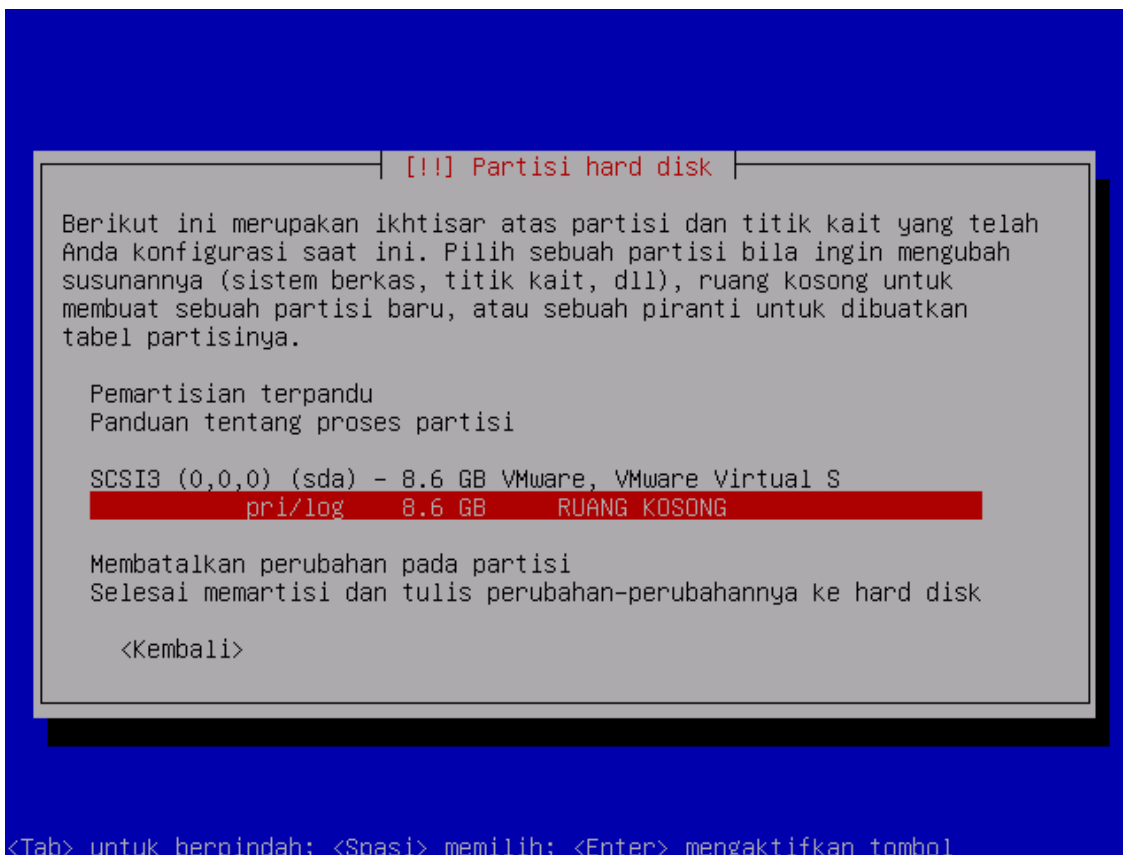 [!!] Partisi hard disk
Berikut ini merupakan ikhtisar atas partisi dan titik kait yang telah
Anda konfigurasi saat ini. Pilih sebuah partisi bila ingin mengubah
susunannya (sistem berkas, titik kait, dll), ruang kosong untuk
membuat sebuah partisi baru, atau sebuah piranti untuk dibuatkan
tabel partisinya.
Pemartisian terpandu
Panduan tentang proses partisi
SCSI3 (0,0,0) (sda) - 8.6 GB VMware, VMware Virtual S
pri/log 8.6 GB RUANG KOSONG
Membatalkan perubahan pada partisi
Selesai memartisi dan tulis perubahan-perubahannya ke hard disk
<Kembali>
<Tab> untuk berpindah; <Spasi> memilih; <Enter> mengaktifkan tombol